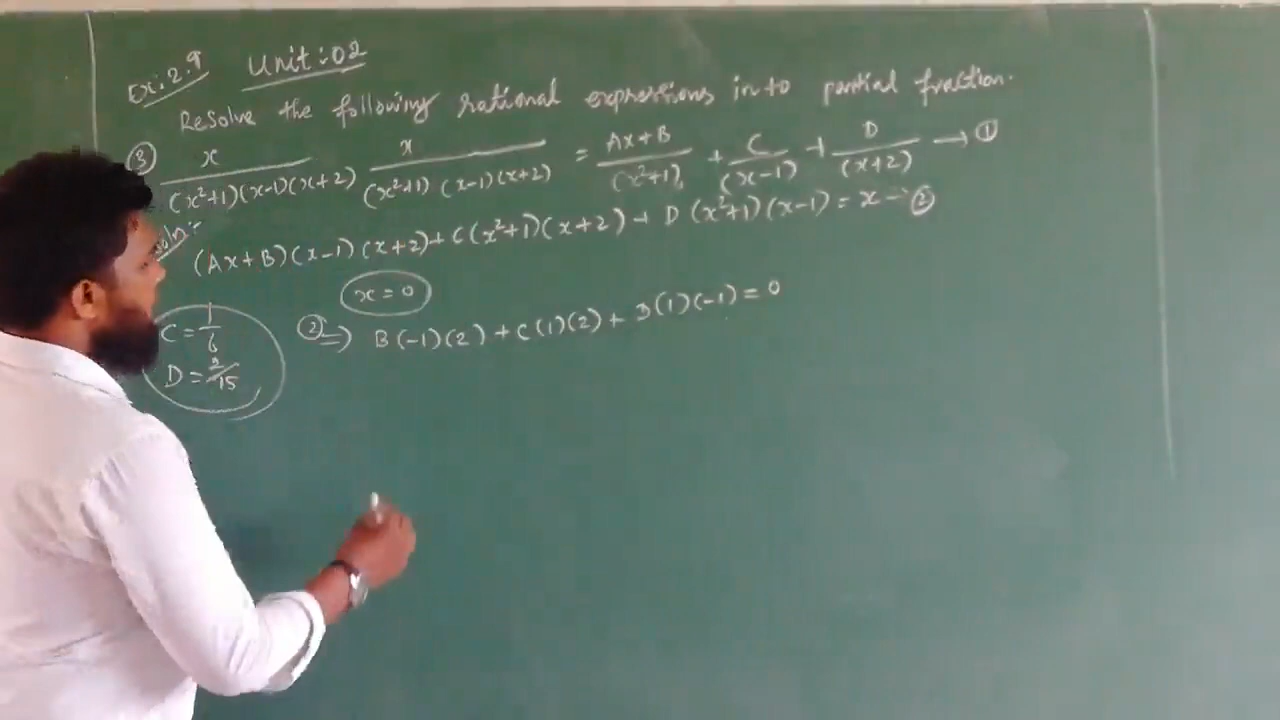 Ex: 2.9 Unit: 02
Resolve the following rational expressions into partial fraction.
③ x/((x²+1)(x-1)(x+2)) x/((x²+1)(x-1)(x+2)) = (Ax+B)/(x²+1) + C/(x-1) + D/(x+2) → ①
Soln:-
(Ax+B)(x-1)(x+2) + C(x²+1)(x+2) + D(x²+1)(x-1) = x → ②
x = 0
C = 1/6
D = 2/15
② ⇒) B(-1)(2) + C(1)(2) + D(1)(-1) = 0